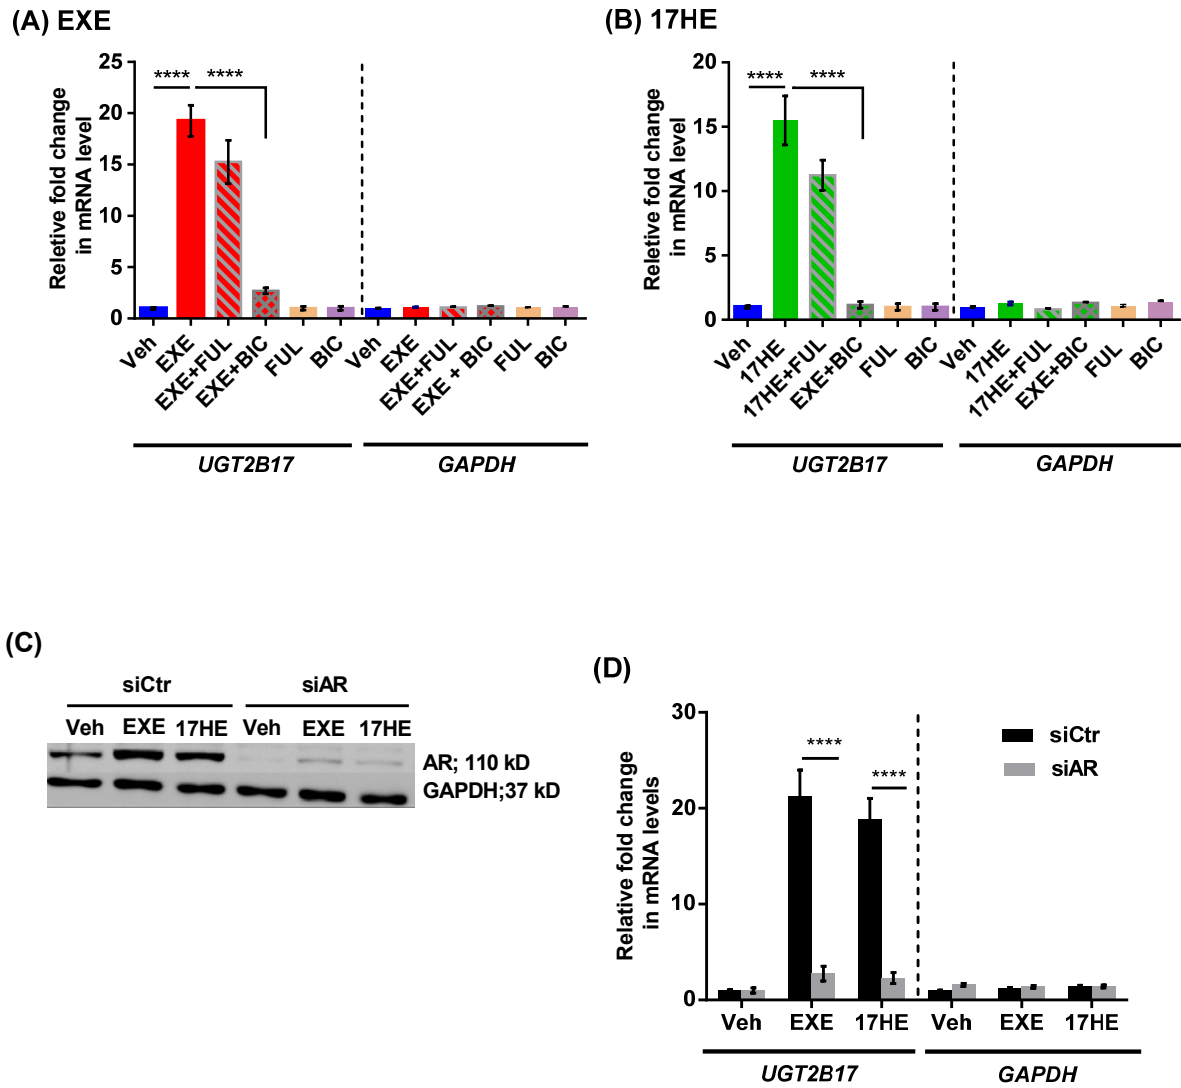 (A) EXE
Reletive fold change
in mRNA level
25
20
15
10
5
0
****
****
Veh
EXE
EXE+FUL
EXE+BIC
FUL
BIC
Veh
EXE
EXE+FUL
EXE + BIC
FUL
BIC
UGT2B17
GAPDH
(B) 17HE
Reletive fold change
in mRNA level
20
15
10
5
0
****
****
Veh
17HE
17HE+FUL
EXE+BIC
FUL
BIC
Veh
17HE
17HE+FUL
EXE+BIC
FUL
BIC
UGT2B17
GAPDH
(C)
siCtr
siAR
Veh
EXE
17HE
Veh
EXE
17HE
AR; 110 kD
GAPDH;37 kD
(D)
Relative fold change
in mRNA levels
30
20
10
0
****
****
siCtr
siAR
Veh
EXE
17HE
Veh
EXE
17HE
UGT2B17
GAPDH